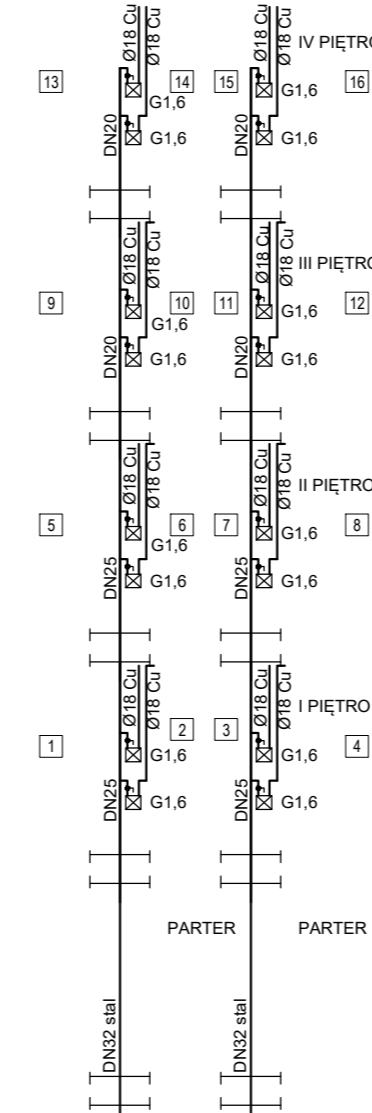 Ø18 Cu
Ø18 Cu
Ø18 Cu
Ø18 Cu
IV PIĘTRO
13
14
15
16
G1,6
G1,6
DN20
G1,6
DN20
G1,6
Ø18 Cu
Ø18 Cu
Ø18 Cu
Ø18 Cu
III PIĘTRO
9
10
11
12
G1,6
G1,6
DN20
G1,6
DN20
G1,6
Ø18 Cu
Ø18 Cu
Ø18 Cu
Ø18 Cu
II PIĘTRO
5
6
7
8
G1,6
G1,6
DN25
G1,6
DN25
G1,6
Ø18 Cu
Ø18 Cu
Ø18 Cu
Ø18 Cu
I PIĘTRO
1
2
3
4
G1,6
G1,6
DN25
G1,6
DN25
G1,6
PARTER
PARTER
DN32 stal
DN32 stal